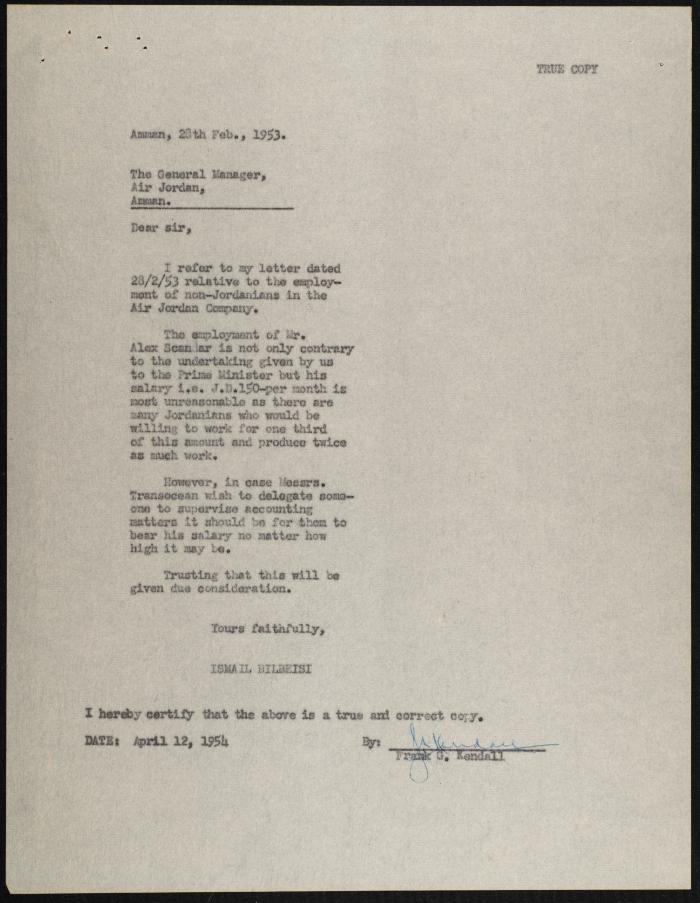 TRUE COPY
Amman, 28th Feb., 1953.
The General Manager,
Air Jordan,
Amman.
Dear sir,
I refer to my letter dated
28/2/53 relative to the employ-
ment of non-Jordanians in the
Air Jordan Company.
The employment of Mr.
Alex Scandar is not only contrary
to the undertaking given by us
to the Prime Minister but his
salary i.e. J.D.150-per month is
most unreasonable as there are
many Jordanians who would be
willing to work for one third
of this amount and produce twice
as much work.
However, in case Messrs.
Transocean wish to delegate some-
one to supervise accounting
matters it should be for them to
bear his salary no matter how
high it may be.
Trusting that this will be
given due consideration.
Yours faithfully,
ISMAIL BILBEISI
I hereby certify that the above is a true and correct copy.
DATE: April 12, 1954 By:
Frank G. Kendall